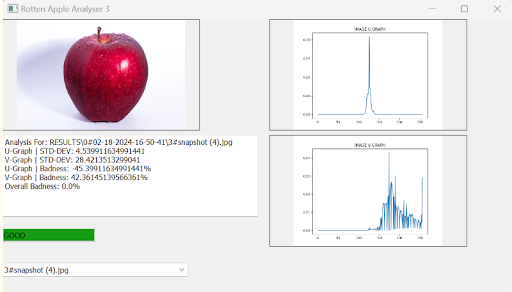 Rotten Apple Analyser 3
IMAGE U GRAPH
Analysis For: RESULTS\0#02-18-2024-16-50-41\3#snapshot (4).jpg
U-Graph | STD-DEV: 4.539911634991441
V-Graph | STD-DEV: 28.4213513299041
U-Graph | Badness: -45.39911634991441%
V-Graph | Badness: 42.36145139566361%
Overall Badness: 0.0%
IMAGE V GRAPH
GOOD
3#snapshot (4).jpg